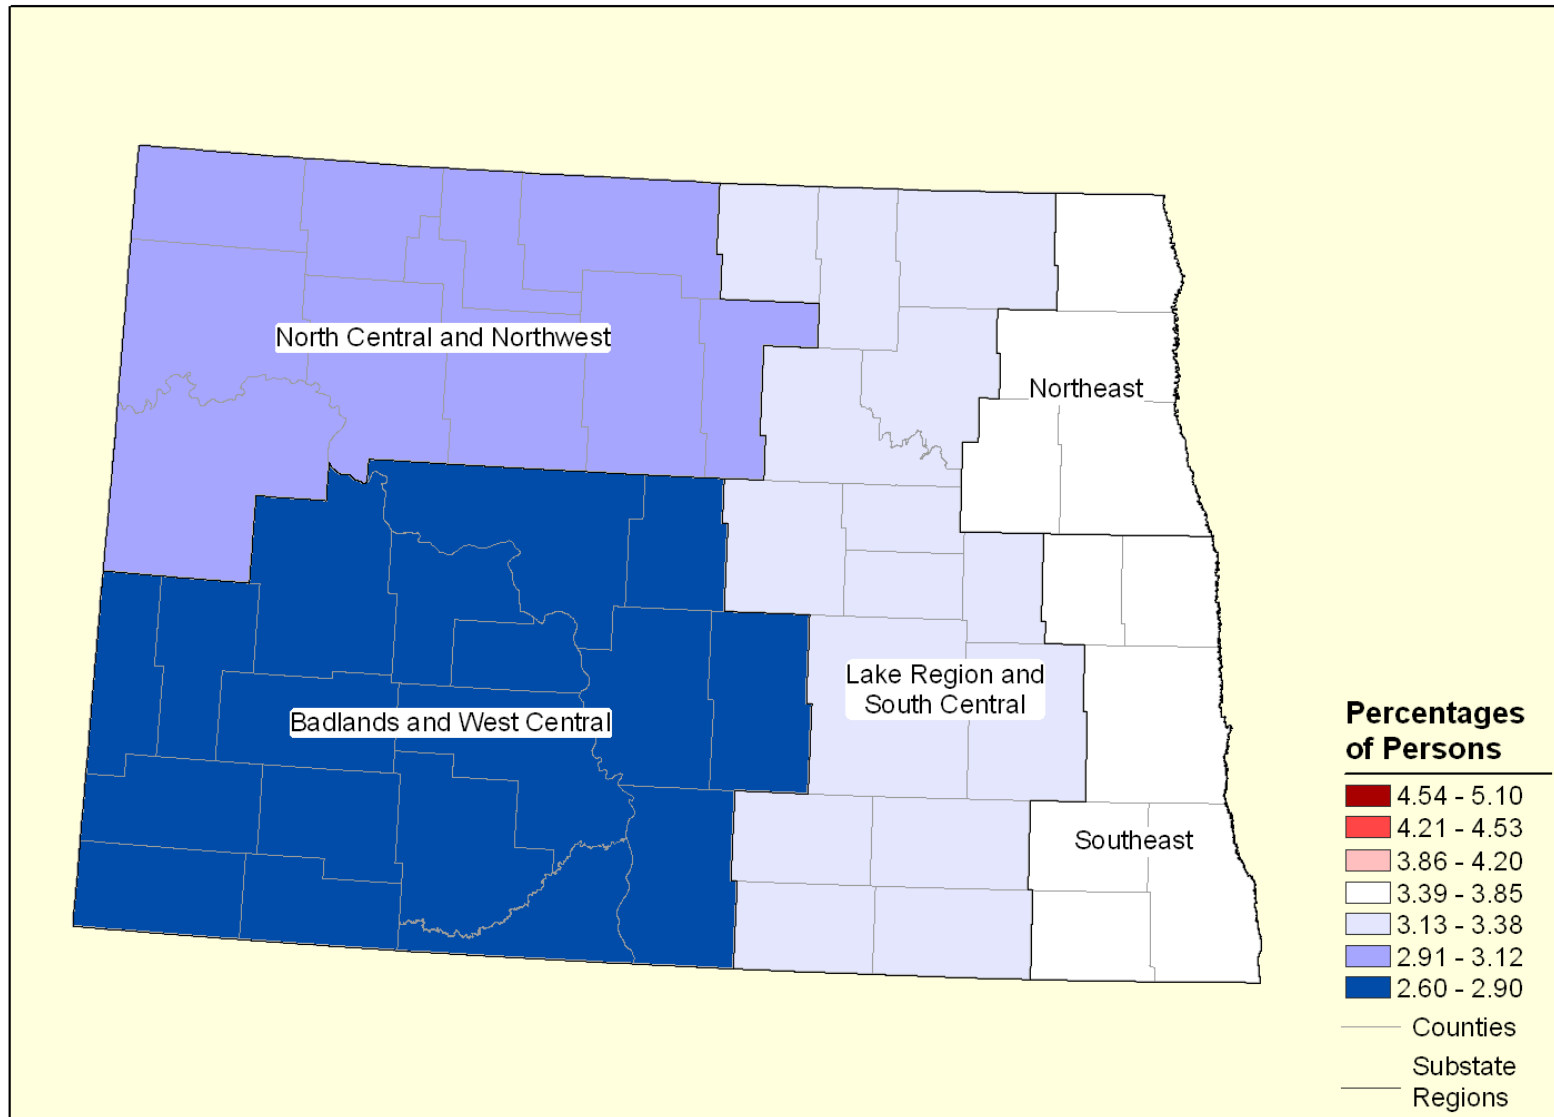 North Central and Northwest
Northeast
Lake Region and
South Central
Badlands and West Central
Southeast
Percentages
of Persons
4.54 - 5.10
4.21 - 4.53
3.86 - 4.20
3.39 - 3.85
3.13 - 3.38
2.91 - 3.12
2.60 - 2.90
Counties
Substate
Regions